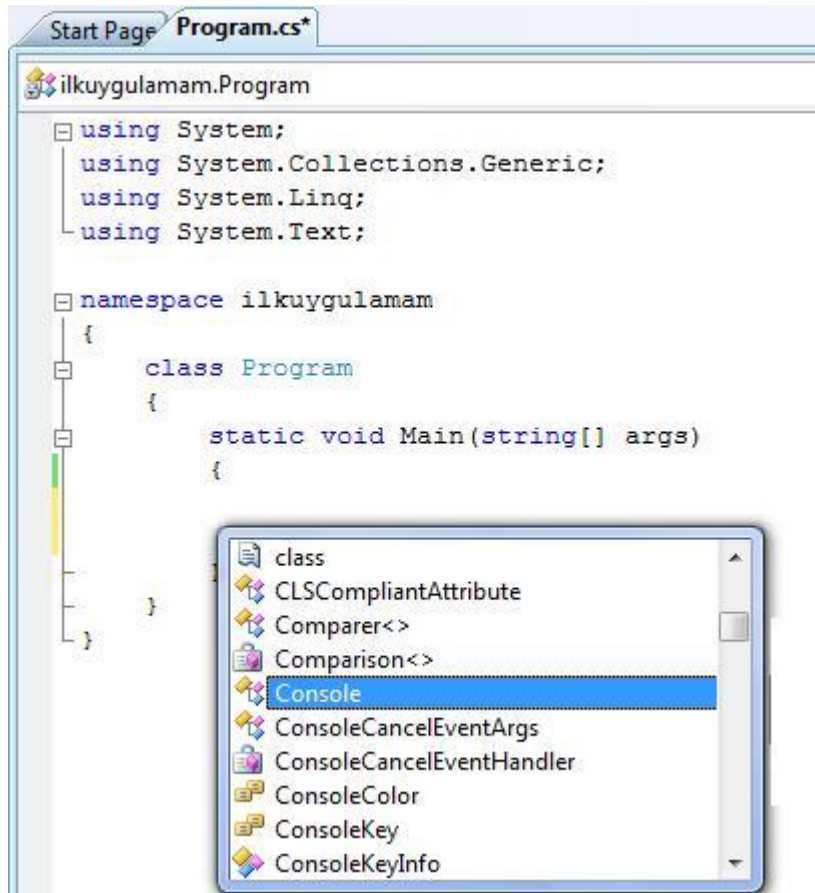 Start Page Program.cs*
ilkuygulamam.Program
using System;
using System.Collections.Generic;
using System.Linq;
using System.Text;
namespace ilkuygulamam
{
class Program
{
static void Main(string[] args)
{
class
CLSCompliantAttribute
Comparer<>
Comparison<>
Console
ConsoleCancelEventArgs
ConsoleCancelEventHandler
ConsoleColor
ConsoleKey
ConsoleKeyInfo
}
}